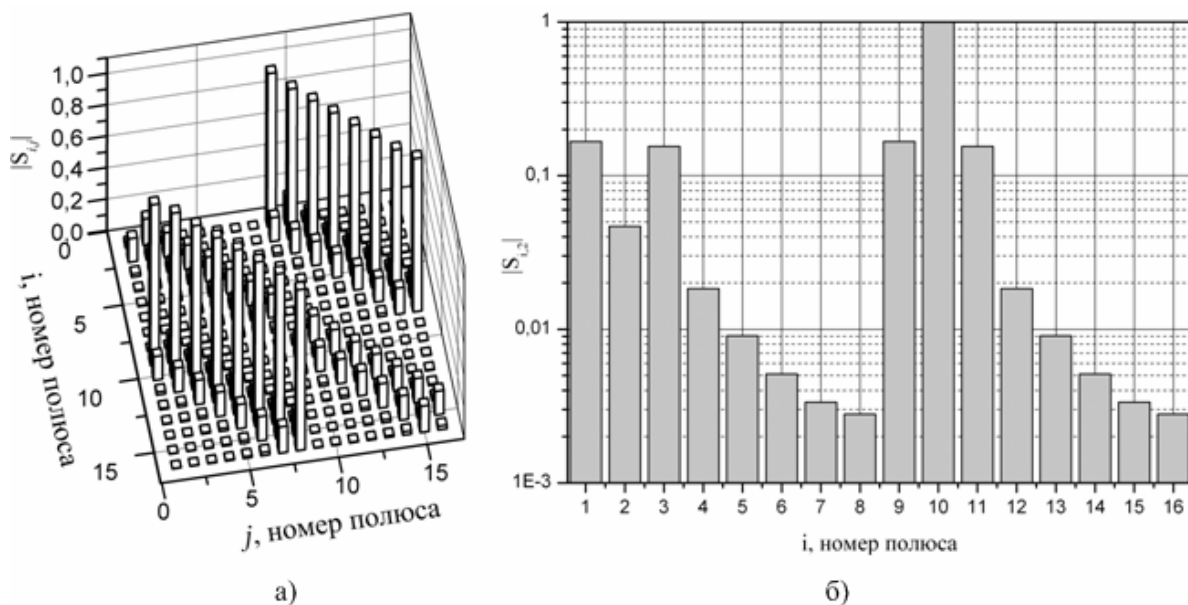 1,0
0,8
0,6
0,4
0,2
0,0
|S_{i,j}|
0
5
10
15
i, номер полюса
0
5
10
15
j, номер полюса
а)
1
0,1
0,01
1E-3
|S_{i,2}|
1 2 3 4 5 6 7 8 9 10 11 12 13 14 15 16
i, номер полюса
б)